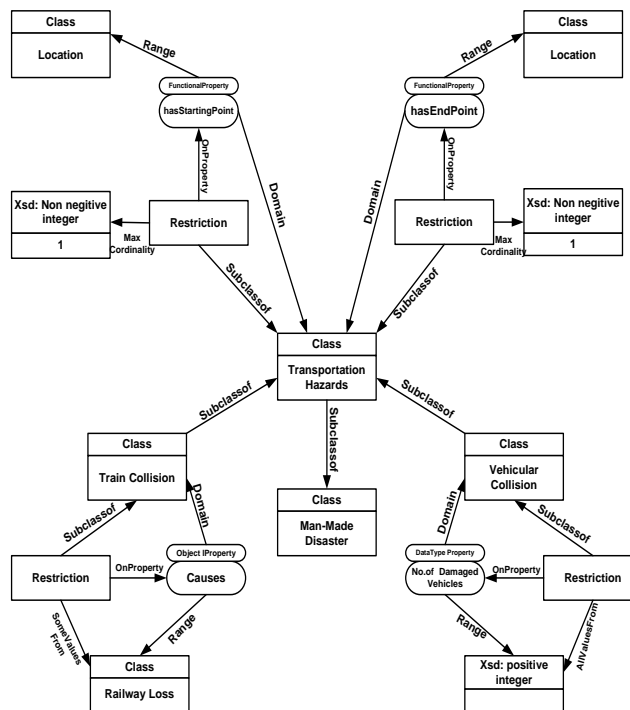 Class
Location
Range
FunctionalProperty
hasStartingPoint
OnProperty
Domain
Xsd: Non negitive
integer
1
Max
Cordinality
Restriction
Subclassof
Class
Location
Range
FunctionalProperty
hasEndPoint
OnProperty
Domain
Restriction
Max
Cordinality
Xsd: Non negitive
integer
1
Subclassof
Class
Transportation
Hazards
Subclassof
Subclassof
Subclassof
Class
Train Collision
Class
Man-Made
Disaster
Class
Vehicular
Collision
Subclassof
Domain
Object IProperty
Causes
OnProperty
Restriction
SomeValues
From
Range
Class
Railway Loss
Domain
Subclassof
DataType Property
No.of Damaged
Vehicles
OnProperty
Restriction
Range
AllValuesFrom
Xsd: positive
integer